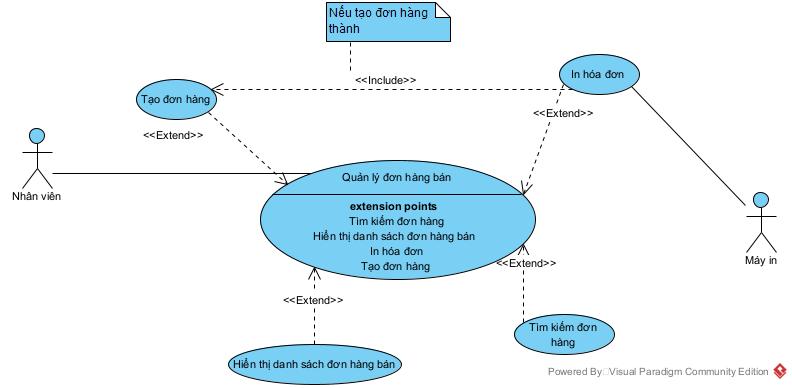 Nếu tạo đơn hàng
thành
<<Include>>
In hóa đơn
Tạo đơn hàng
<<Extend>>
<<Extend>>
Nhân viên
Quản lý đơn hàng bán
extension points
Tìm kiếm đơn hàng
Hiển thị danh sách đơn hàng bán
In hóa đơn
Tạo đơn hàng
Máy in
<<Extend>>
<<Extend>>
Tìm kiếm đơn
hàng
Hiển thị danh sách đơn hàng bán
Powered By Visual Paradigm Community Edition